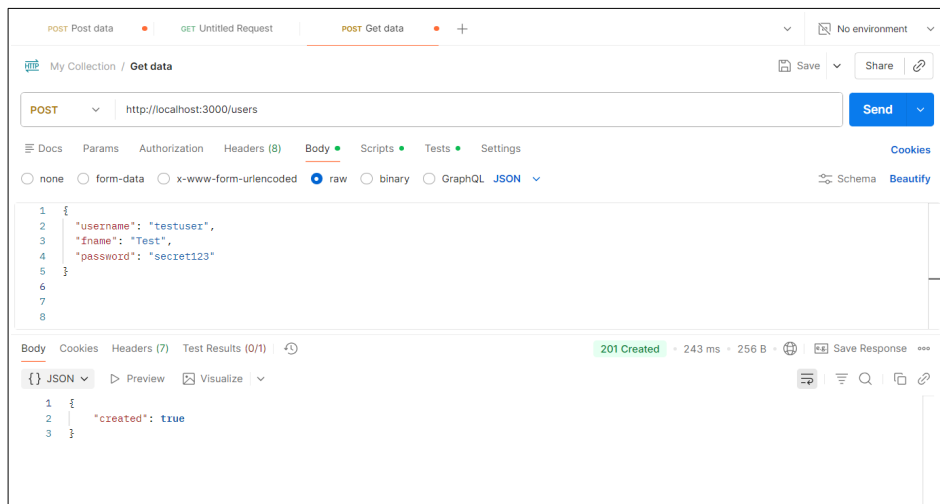 POST Post data GET Untitled Request POST Get data + No environment
HTTP My Collection / Get data Save Share
POST http://localhost:3000/users Send
Docs Params Authorization Headers (8) Body Scripts Tests Settings Cookies
none form-data x-www-form-urlencoded raw binary GraphQL JSON Schema Beautify
1 {
2 "username": "testuser",
3 "fname": "Test",
4 "password": "secret123"
5 }
6
7
8
Body Cookies Headers (7) Test Results (0/1) 201 Created • 243 ms • 256 B • e.g. Save Response
{} JSON Preview Visualize
1 {
2 "created": true
3 }